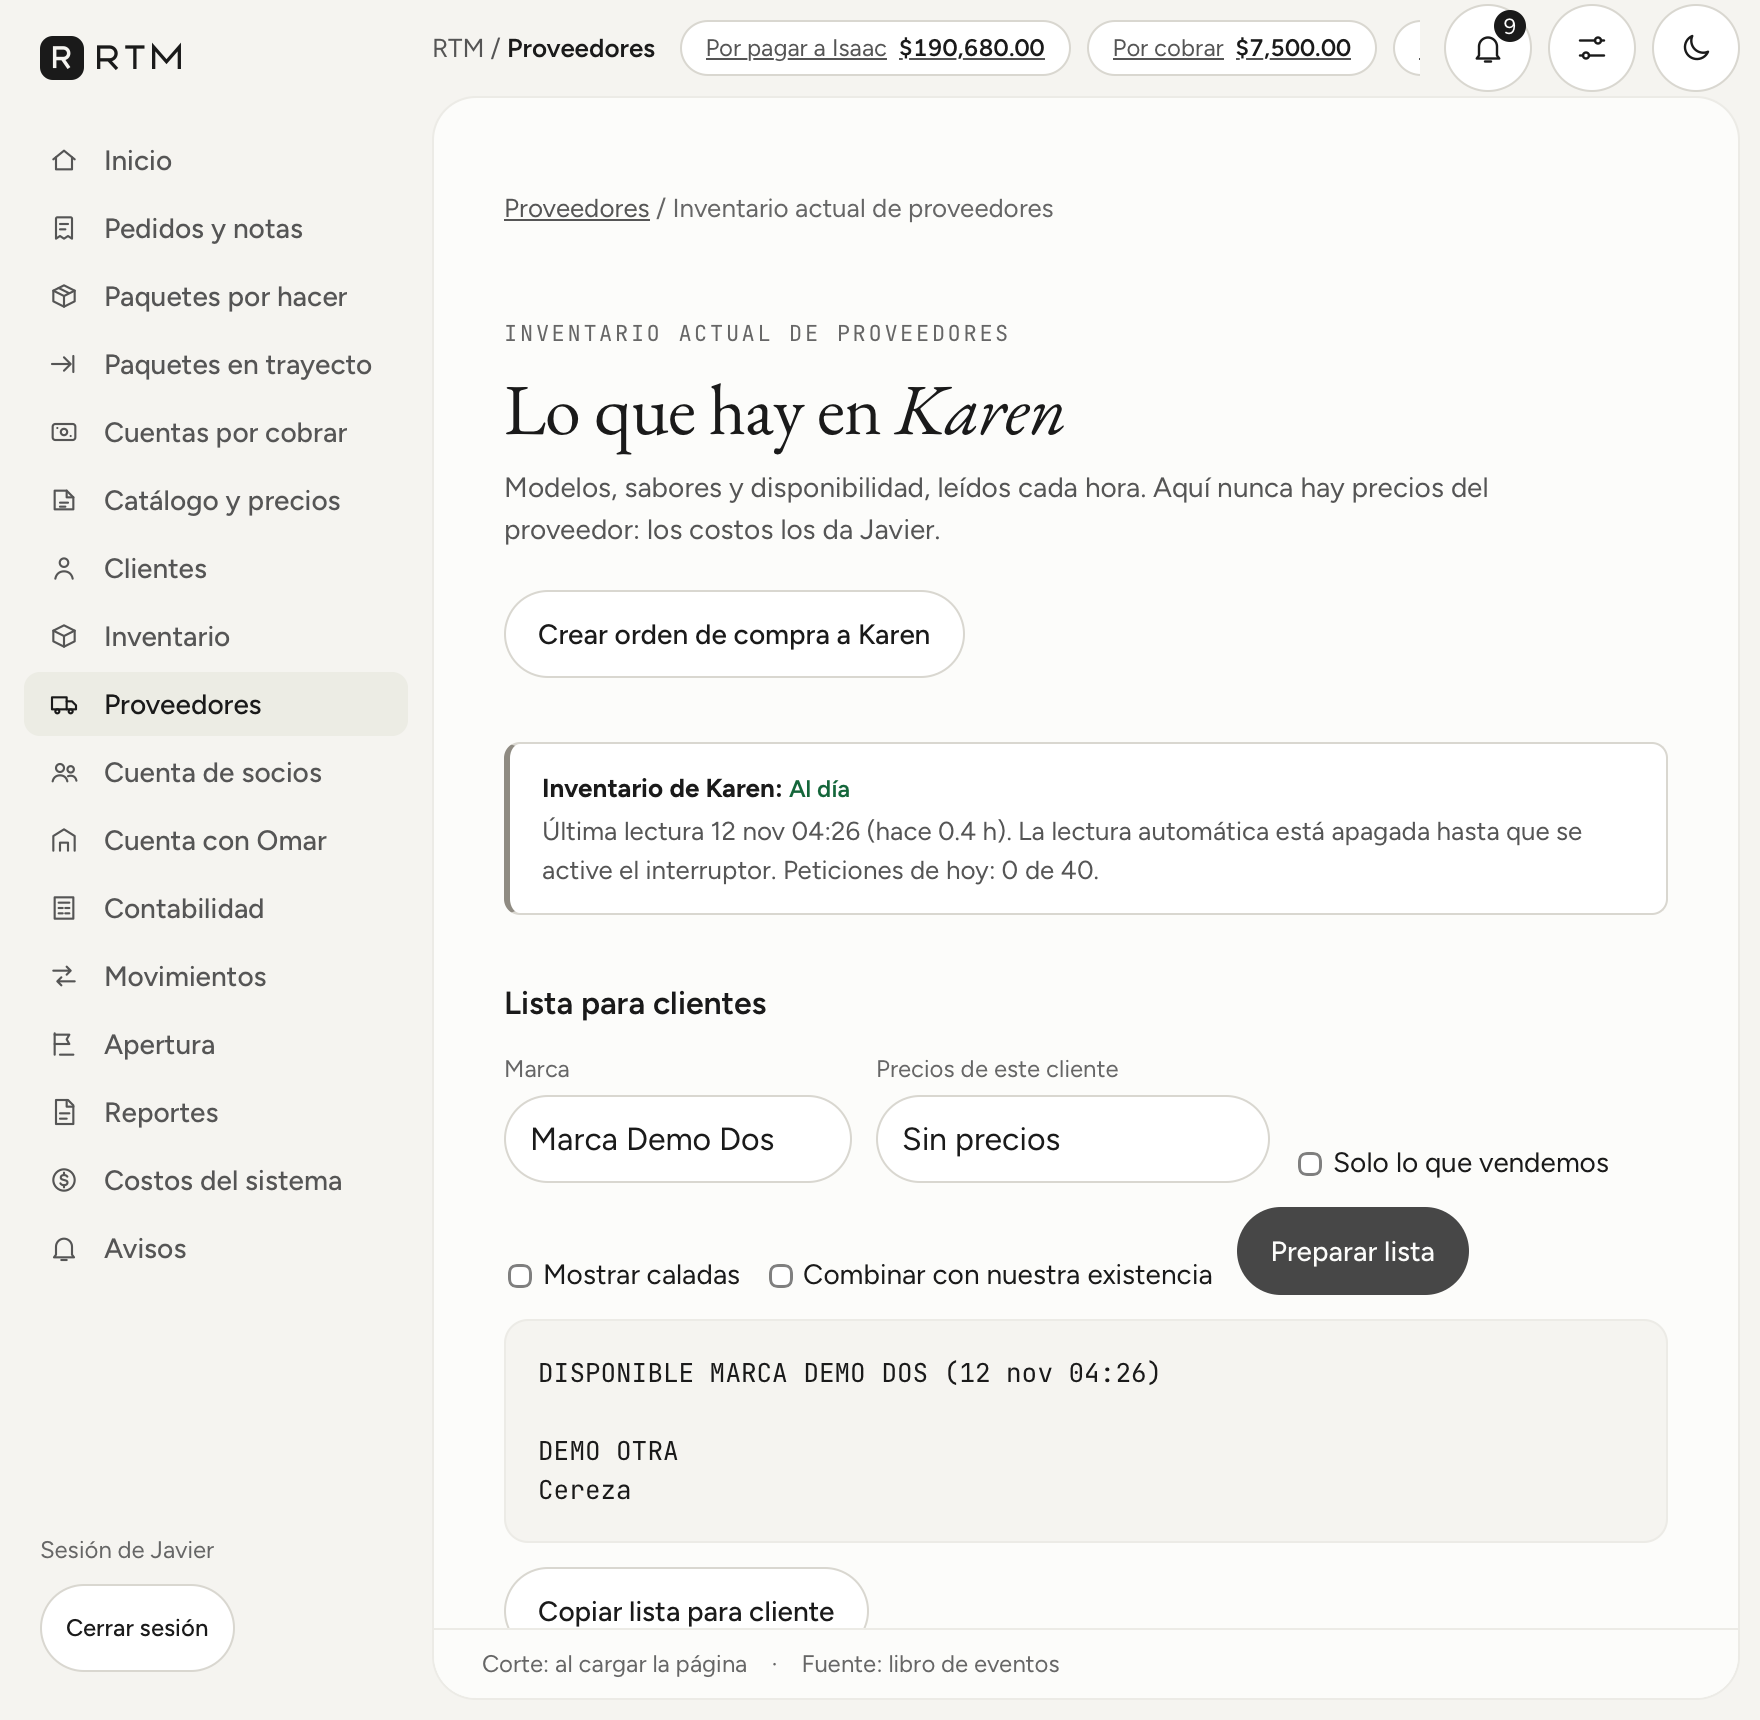 R RTM
RTM / Proveedores
Por pagar a Isaac $190,680.00
Por cobrar $7,500.00
9
Inicio
Pedidos y notas
Paquetes por hacer
Paquetes en trayecto
Cuentas por cobrar
Catálogo y precios
Clientes
Inventario
Proveedores
Cuenta de socios
Cuenta con Omar
Contabilidad
Movimientos
Apertura
Reportes
Costos del sistema
Avisos
Sesión de Javier
Cerrar sesión
Proveedores / Inventario actual de proveedores
INVENTARIO ACTUAL DE PROVEEDORES
Lo que hay en Karen
Modelos, sabores y disponibilidad, leídos cada hora. Aquí nunca hay precios del
proveedor: los costos los da Javier.
Crear orden de compra a Karen
Inventario de Karen: Al día
Última lectura 12 nov 04:26 (hace 0.4 h). La lectura automática está apagada hasta que se
active el interruptor. Peticiones de hoy: 0 de 40.
Lista para clientes
Marca
Marca Demo Dos
Precios de este cliente
Sin precios
Solo lo que vendemos
Mostrar caladas
Combinar con nuestra existencia
Preparar lista
DISPONIBLE MARCA DEMO DOS (12 nov 04:26)
DEMO OTRA
Cereza
Copiar lista para cliente
Corte: al cargar la página · Fuente: libro de eventos